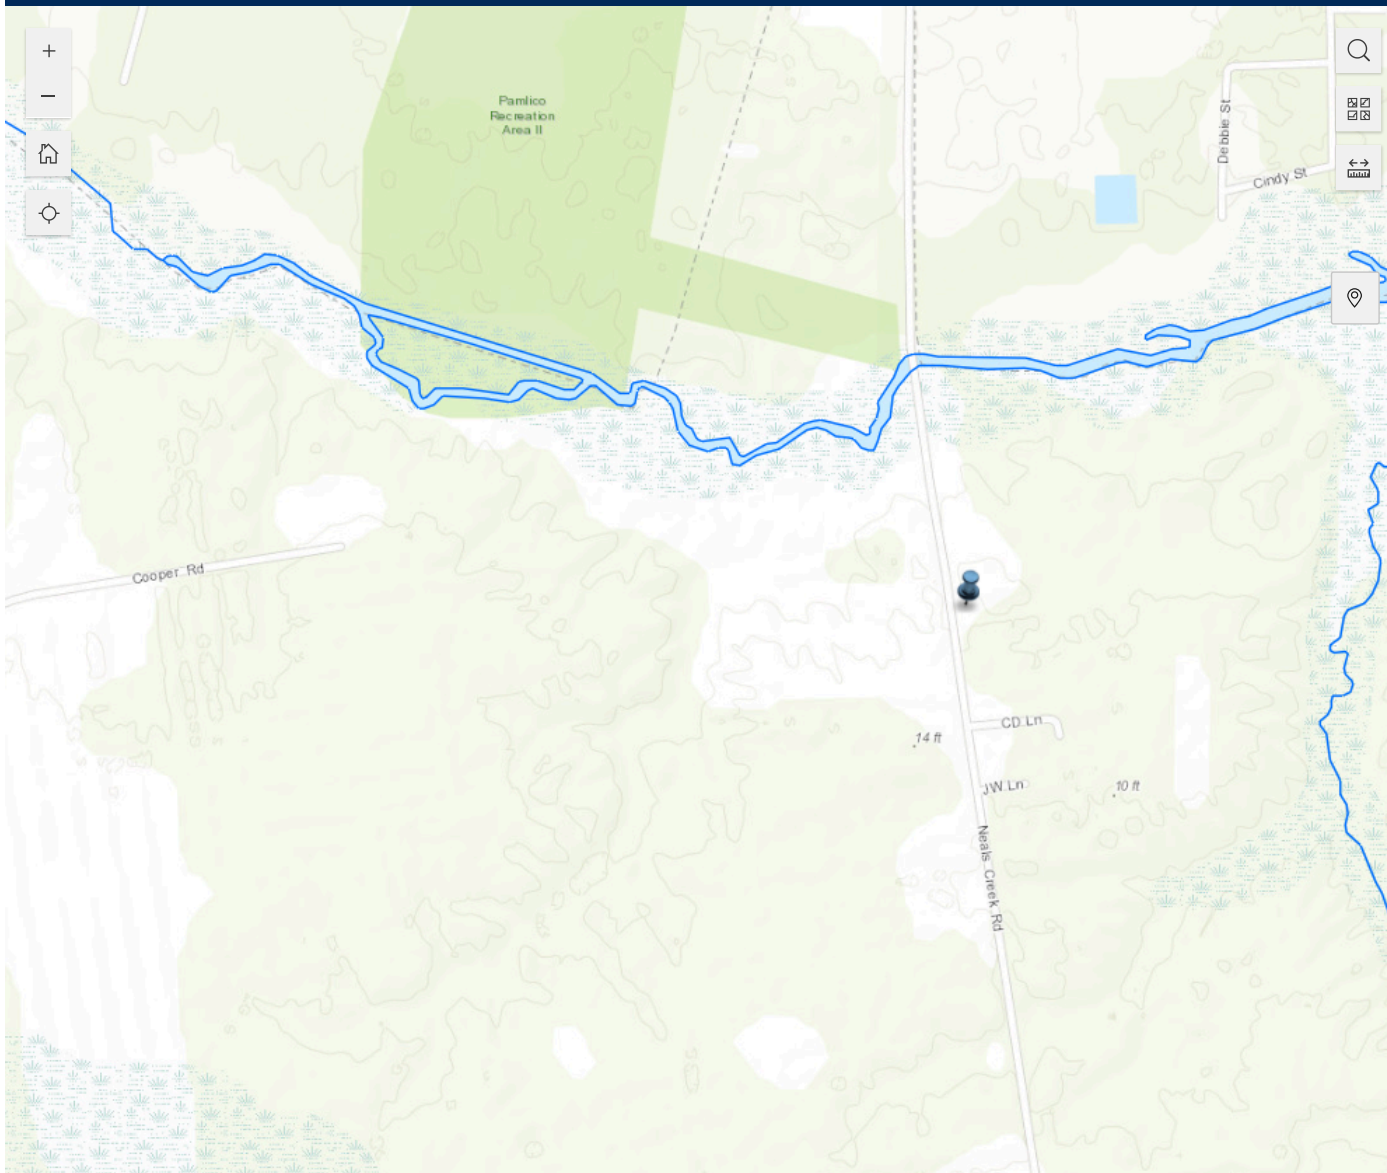 Pamlico
Recreation
Area II
Debbie St
Cindy St
Cooper Rd
CD Ln
14 ft
JW Ln
10 ft
Neals Creek Rd